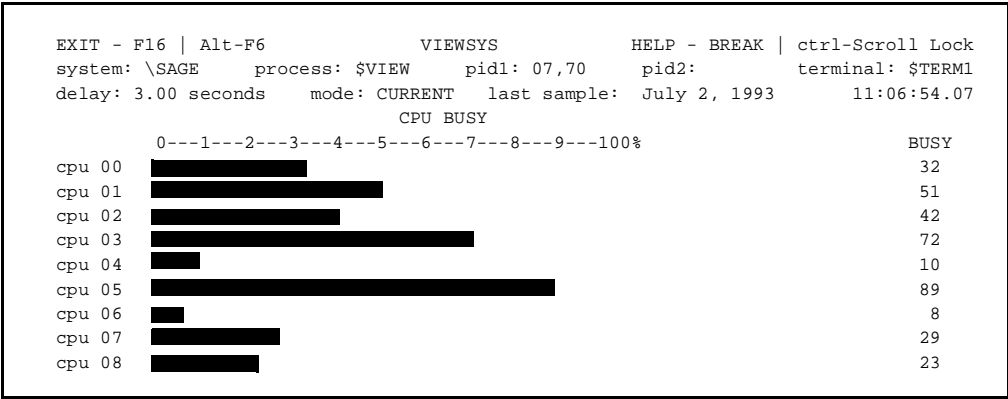 EXIT - F16 | Alt-F6 VIEWSYS HELP - BREAK | ctrl-Scroll Lock
system: \SAGE process: $VIEW pid1: 07,70 pid2: terminal: $TERM1
delay: 3.00 seconds mode: CURRENT last sample: July 2, 1993 11:06:54.07
CPU BUSY
0---1---2---3---4---5---6---7---8---9---100% BUSY
cpu 00 32
cpu 01 51
cpu 02 42
cpu 03 72
cpu 04 10
cpu 05 89
cpu 06 8
cpu 07 29
cpu 08 23